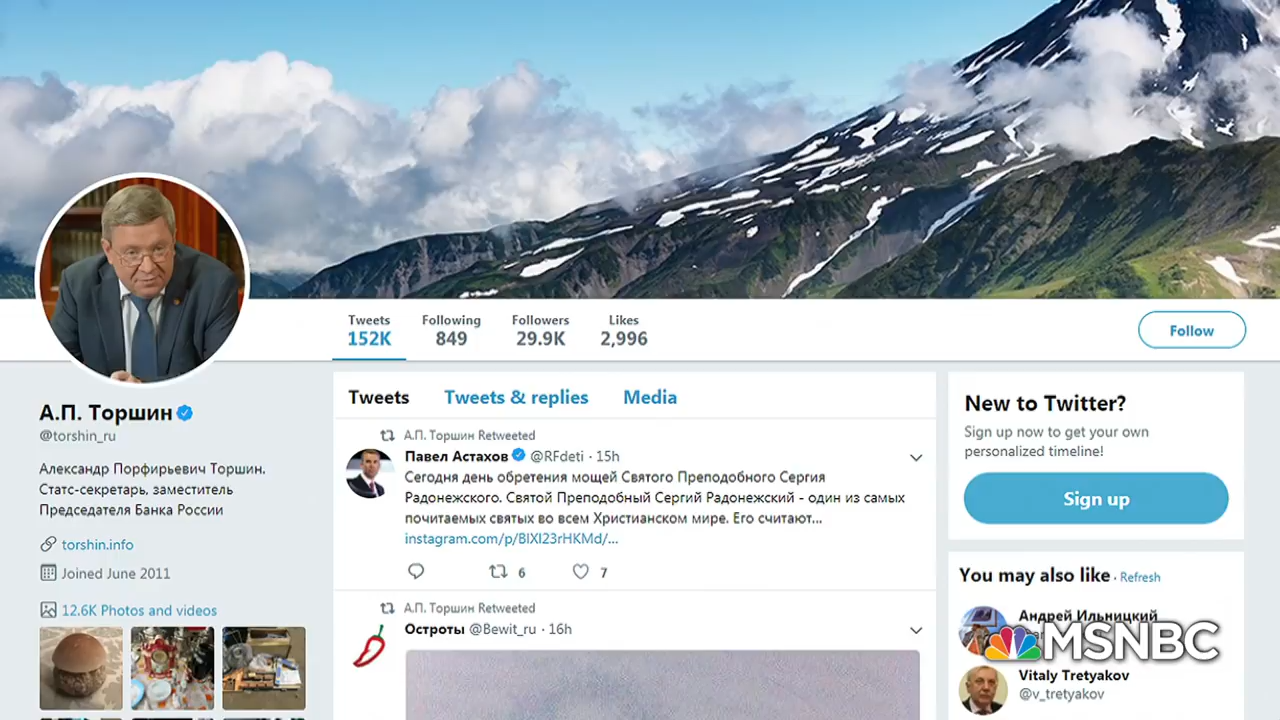 Tweets
152K
Following
849
Followers
29.9K
Likes
2,996
Follow
А.П. Торшин
@torshin_ru
Александр Порфирьевич Торшин.
Статс-секретарь, заместитель
Председателя Банка России
torshin.info
Joined June 2011
12.6K Photos and videos
Tweets
Tweets & replies
Media
А.П. Торшин Retweeted
Павел Астахов @RFdeti · 15h
Сегодня день обретения мощей Святого Преподобного Сергия
Радонежского. Святой Преподобный Сергий Радонежский - один из самых
почитаемых святых во всем Христианском мире. Его считают...
instagram.com/p/BlXI23rHKMd/...
6
7
А.П. Торшин Retweeted
Остроты @Bewit_ru · 16h
New to Twitter?
Sign up now to get your own
personalized timeline!
Sign up
You may also like · Refresh
Андрей Ильницкий
MSNBC
Vitaly Tretyakov
@v_tretyakov